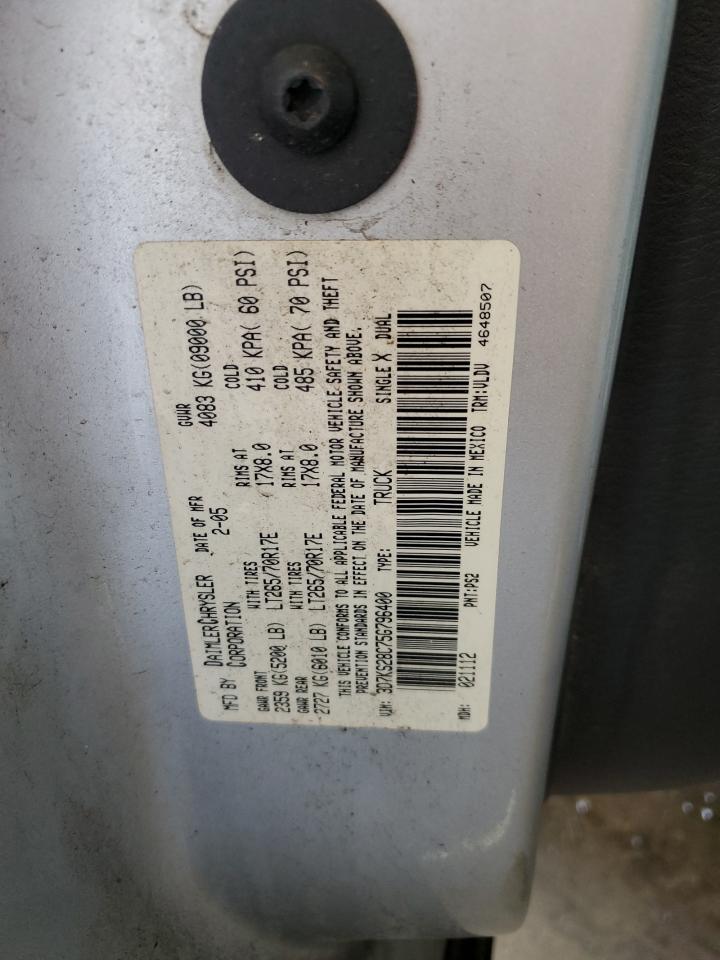 MFD BY DAIMLERCHRYSLER CORPORATION DATE OF MFR 2-05 GVWR 4083 KG(09000 LB)
GAWR FRONT WITH TIRES RIMS AT COLD
2359 KG(5200 LB) LT265/70R17E 17X8.0 410 KPA( 60 PSI)
GAWR REAR WITH TIRES RIMS AT COLD
2727 KG(6010 LB) LT265/70R17E 17X8.0 485 KPA( 70 PSI)
THIS VEHICLE CONFORMS TO ALL APPLICABLE FEDERAL MOTOR VEHICLE SAFETY AND THEFT
PREVENTION STANDARDS IN EFFECT ON THE DATE OF MANUFACTURE SHOWN ABOVE.
VIN: 3D7KS28C75G796400 TYPE: TRUCK SINGLE X DUAL
MDH: 021112 PNT:PS2 VEHICLE MADE IN MEXICO TRM:VLDV
4648507